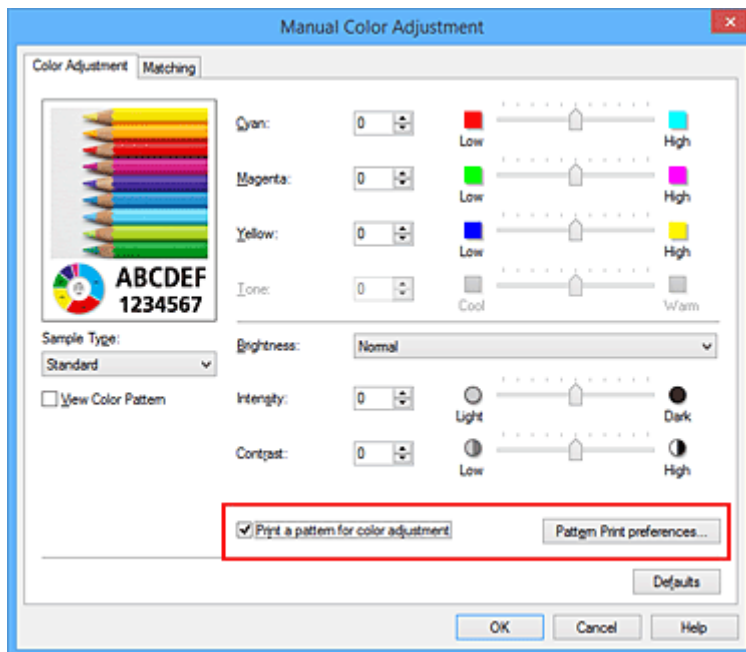 Manual Color Adjustment
Color Adjustment
Matching
ABCDEF
1234567
Sample Type:
Standard
View Color Pattern
Cyan: 0 Low High
Magenta: 0 Low High
Yellow: 0 Low High
Tone: 0 Cool Warm
Brightness: Normal
Intensity: 0 Light Dark
Contrast: 0 Low High
Print a pattern for color adjustment
Pattern Print preferences...
Defaults
OK
Cancel
Help